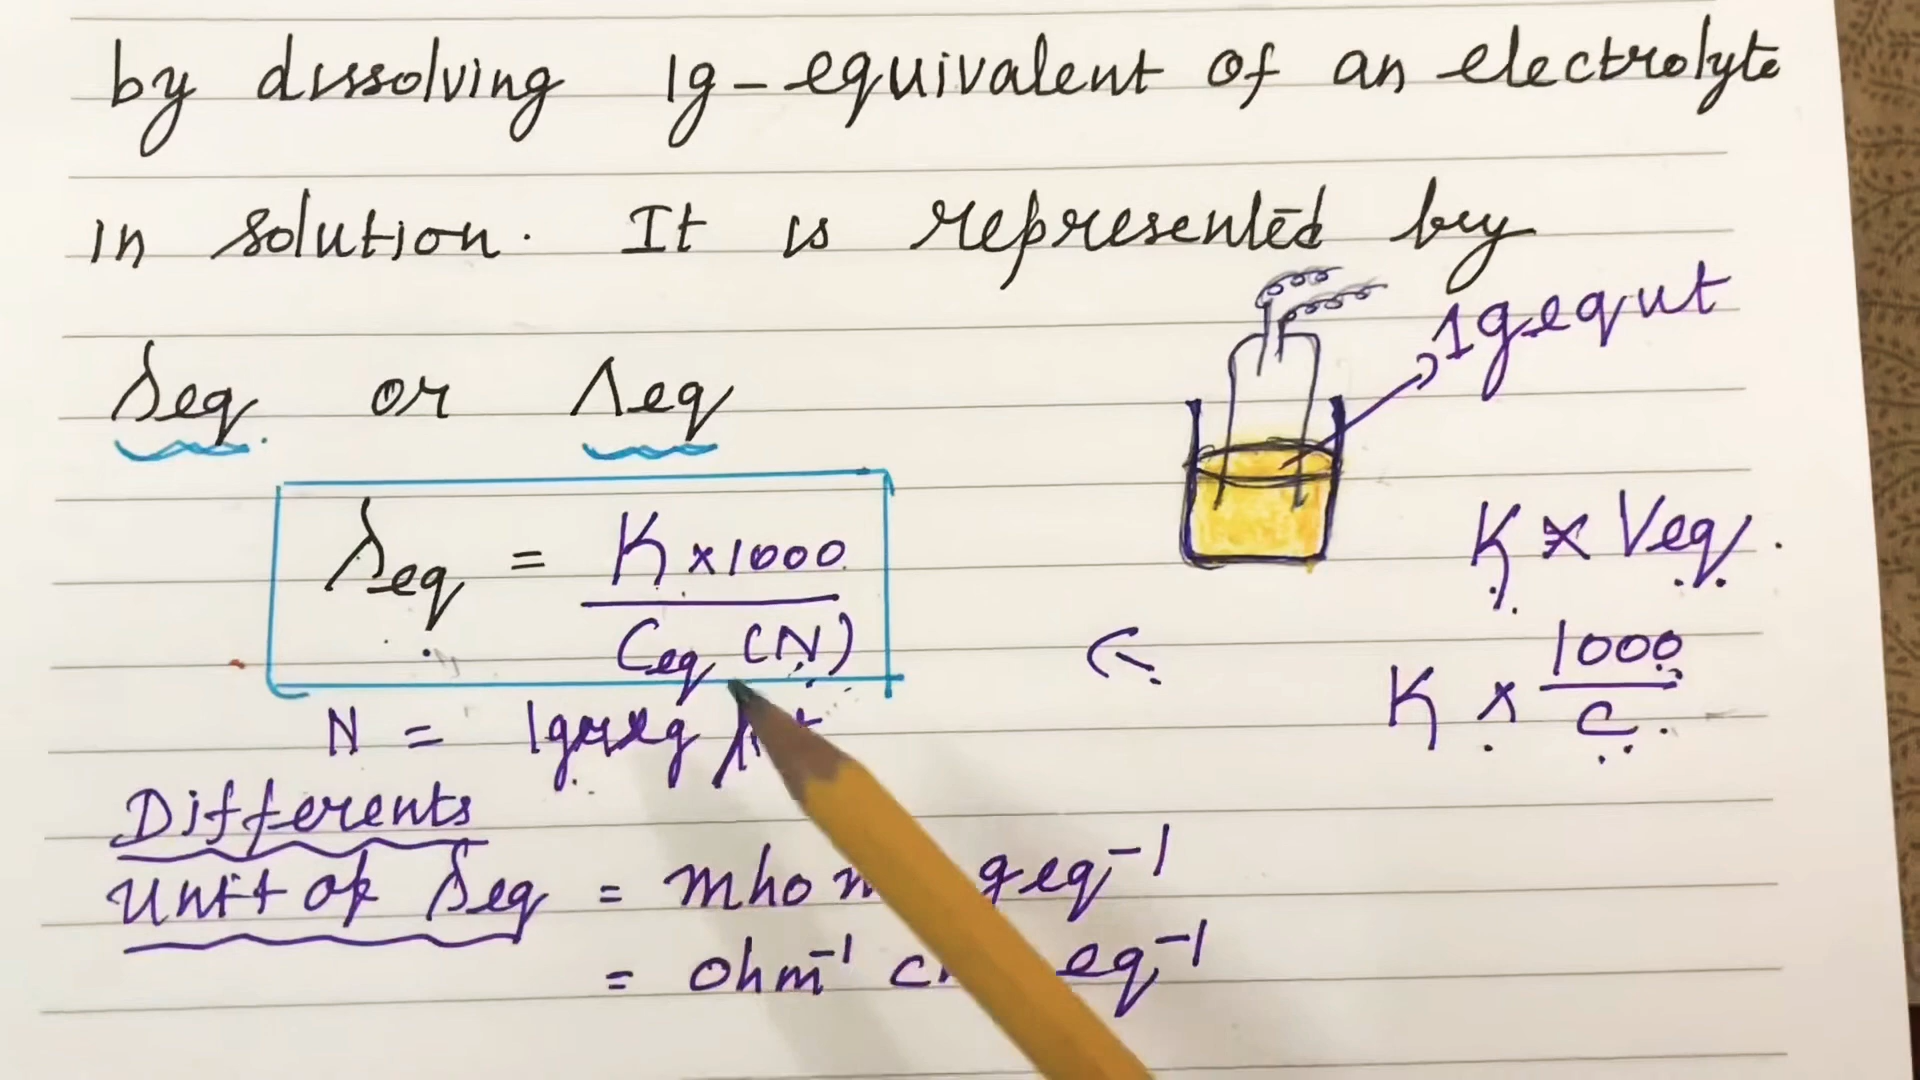 by dissolving 1g-equivalent of an electrolyte
in solution. It is represented by
λeq or Λeq
1gequt
λeq = K×1000 / Ceq (N)
K × Veq.
K × 1000 / C
N = 
Differents
Unit of λeq = mho geq⁻¹
= Ohm⁻¹ eq⁻¹